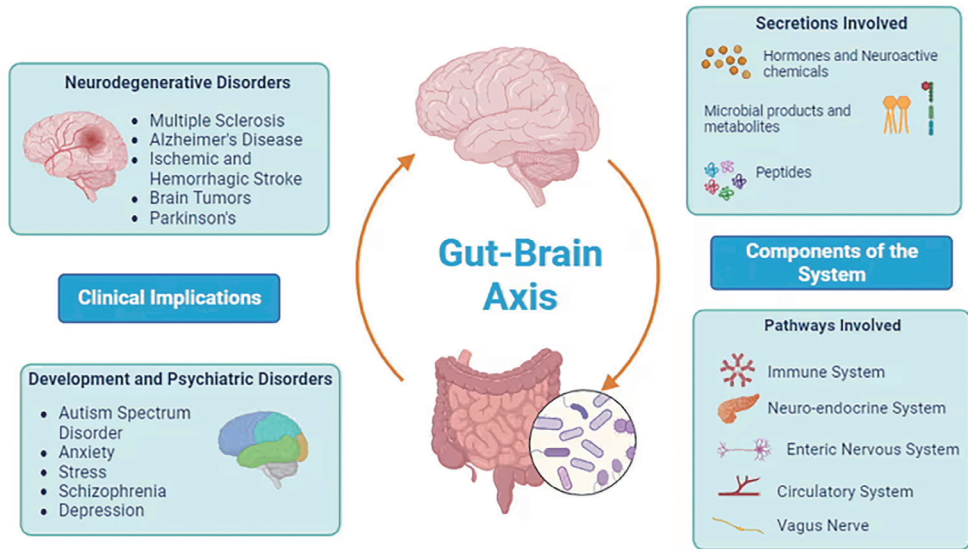 Neurodegenerative Disorders
• Multiple Sclerosis
• Alzheimer's Disease
• Ischemic and
Hemorrhagic Stroke
• Brain Tumors
• Parkinson's
Clinical Implications
Development and Psychiatric Disorders
• Autism Spectrum
Disorder
• Anxiety
• Stress
• Schizophrenia
• Depression
Gut-Brain
Axis
Secretions Involved
Hormones and Neuroactive
chemicals
Microbial products and
metabolites
Peptides
Components of the
System
Pathways Involved
Immune System
Neuro-endocrine System
Enteric Nervous System
Circulatory System
Vagus Nerve